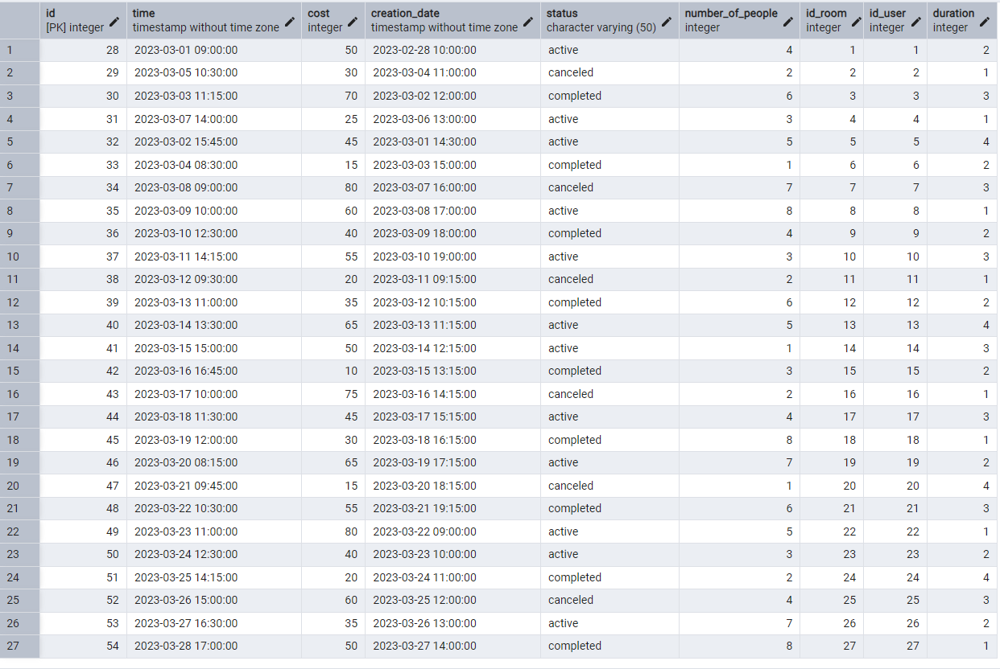 id time cost creation_date status number_of_people id_room id_user duration
[PK] integer timestamp without time zone integer timestamp without time zone character varying (50) integer integer integer integer
1 28 2023-03-01 09:00:00 50 2023-02-28 10:00:00 active 4 1 1 2
2 29 2023-03-05 10:30:00 30 2023-03-04 11:00:00 canceled 2 2 2 1
3 30 2023-03-03 11:15:00 70 2023-03-02 12:00:00 completed 6 3 3 3
4 31 2023-03-07 14:00:00 25 2023-03-06 13:00:00 active 3 4 4 1
5 32 2023-03-02 15:45:00 45 2023-03-01 14:30:00 active 5 5 5 4
6 33 2023-03-04 08:30:00 15 2023-03-03 15:00:00 completed 1 6 6 2
7 34 2023-03-08 09:00:00 80 2023-03-07 16:00:00 canceled 7 7 7 3
8 35 2023-03-09 10:00:00 60 2023-03-08 17:00:00 active 8 8 8 1
9 36 2023-03-10 12:30:00 40 2023-03-09 18:00:00 completed 4 9 9 2
10 37 2023-03-11 14:15:00 55 2023-03-10 19:00:00 active 3 10 10 3
11 38 2023-03-12 09:30:00 20 2023-03-11 09:15:00 canceled 2 11 11 1
12 39 2023-03-13 11:00:00 35 2023-03-12 10:15:00 completed 6 12 12 2
13 40 2023-03-14 13:30:00 65 2023-03-13 11:15:00 active 5 13 13 4
14 41 2023-03-15 15:00:00 50 2023-03-14 12:15:00 active 1 14 14 3
15 42 2023-03-16 16:45:00 10 2023-03-15 13:15:00 completed 3 15 15 2
16 43 2023-03-17 10:00:00 75 2023-03-16 14:15:00 canceled 2 16 16 1
17 44 2023-03-18 11:30:00 45 2023-03-17 15:15:00 active 4 17 17 3
18 45 2023-03-19 12:00:00 30 2023-03-18 16:15:00 completed 8 18 18 1
19 46 2023-03-20 08:15:00 65 2023-03-19 17:15:00 active 7 19 19 2
20 47 2023-03-21 09:45:00 15 2023-03-20 18:15:00 canceled 1 20 20 4
21 48 2023-03-22 10:30:00 55 2023-03-21 19:15:00 completed 6 21 21 3
22 49 2023-03-23 11:00:00 80 2023-03-22 09:00:00 active 5 22 22 1
23 50 2023-03-24 12:30:00 40 2023-03-23 10:00:00 active 3 23 23 2
24 51 2023-03-25 14:15:00 20 2023-03-24 11:00:00 completed 2 24 24 4
25 52 2023-03-26 15:00:00 60 2023-03-25 12:00:00 canceled 4 25 25 3
26 53 2023-03-27 16:30:00 35 2023-03-26 13:00:00 active 7 26 26 2
27 54 2023-03-28 17:00:00 50 2023-03-27 14:00:00 completed 8 27 27 1